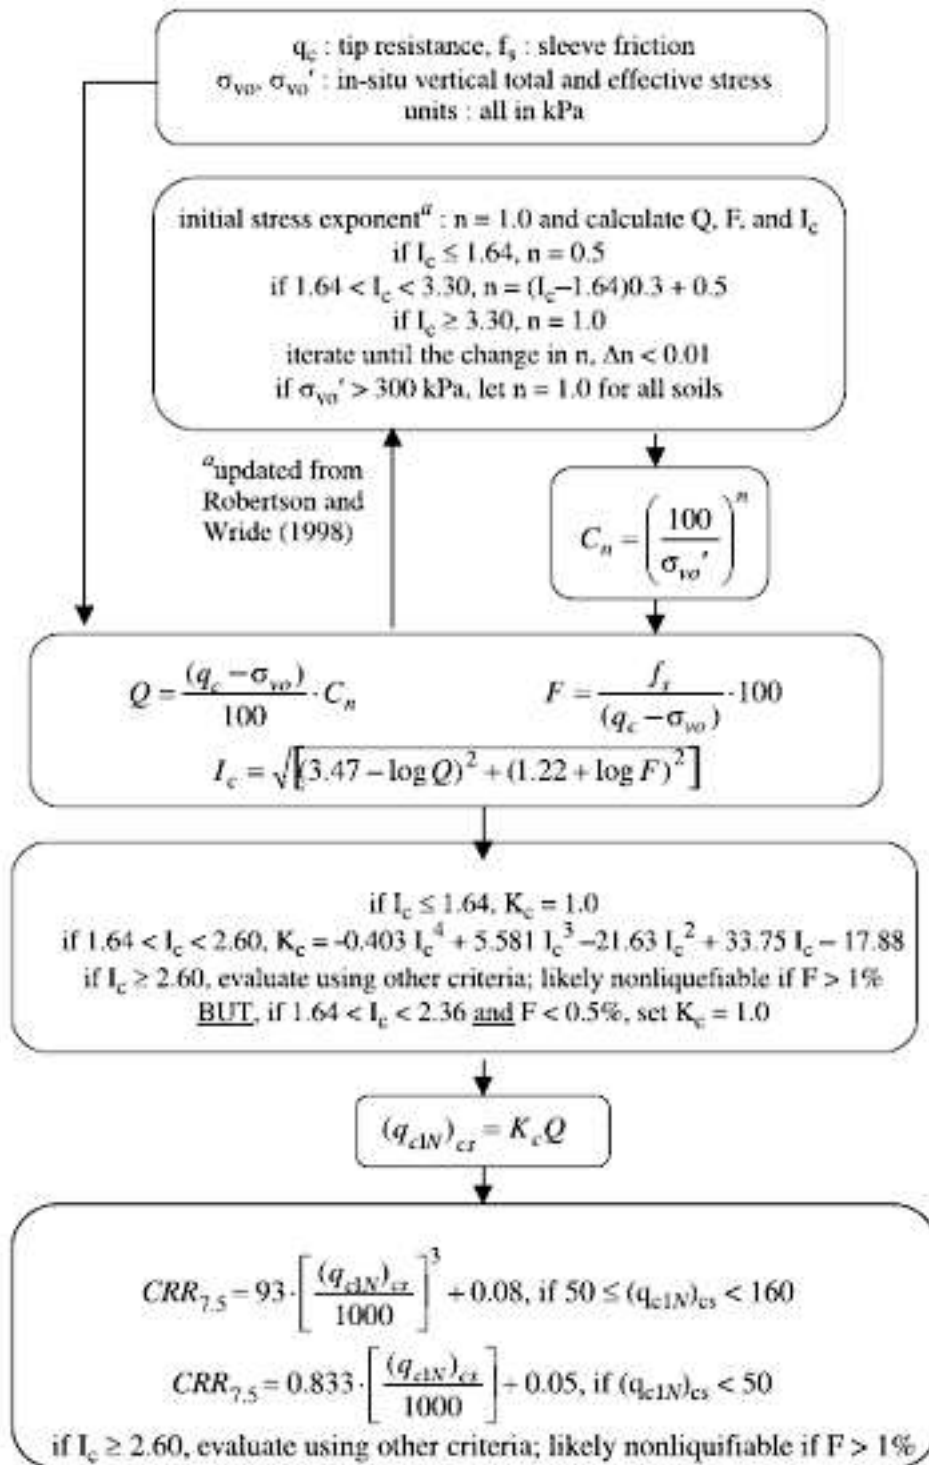 q_c : tip resistance, f_s : sleeve friction
σ_vo, σ_vo′ : in-situ vertical total and effective stress
units : all in kPa
initial stress exponent^a : n = 1.0 and calculate Q, F, and I_c
if I_c ≤ 1.64, n = 0.5
if 1.64 < I_c < 3.30, n = (I_c–1.64)0.3 + 0.5
if I_c ≥ 3.30, n = 1.0
iterate until the change in n, Δn < 0.01
if σ_vo′ > 300 kPa, let n = 1.0 for all soils
^a updated from
Robertson and
Wride (1998)
C_n = (100 / σ_vo′)^n
Q = (q_c − σ_vo) / 100 · C_n
F = f_s / (q_c − σ_vo) · 100
I_c = √[(3.47 − log Q)^2 + (1.22 + log F)^2]
if I_c ≤ 1.64, K_c = 1.0
if 1.64 < I_c < 2.60, K_c = -0.403 I_c^4 + 5.581 I_c^3 –21.63 I_c^2 + 33.75 I_c – 17.88
if I_c ≥ 2.60, evaluate using other criteria; likely nonliquefiable if F > 1%
BUT, if 1.64 < I_c < 2.36 and F < 0.5%, set K_c = 1.0
(q_c1N)_cs = K_c Q
CRR_7.5 = 93 · [(q_c1N)_cs / 1000]^3 + 0.08, if 50 ≤ (q_c1N)_cs < 160
CRR_7.5 = 0.833 · [(q_c1N)_cs / 1000] + 0.05, if (q_c1N)_cs < 50
if I_c ≥ 2.60, evaluate using other criteria; likely nonliquifiable if F > 1%